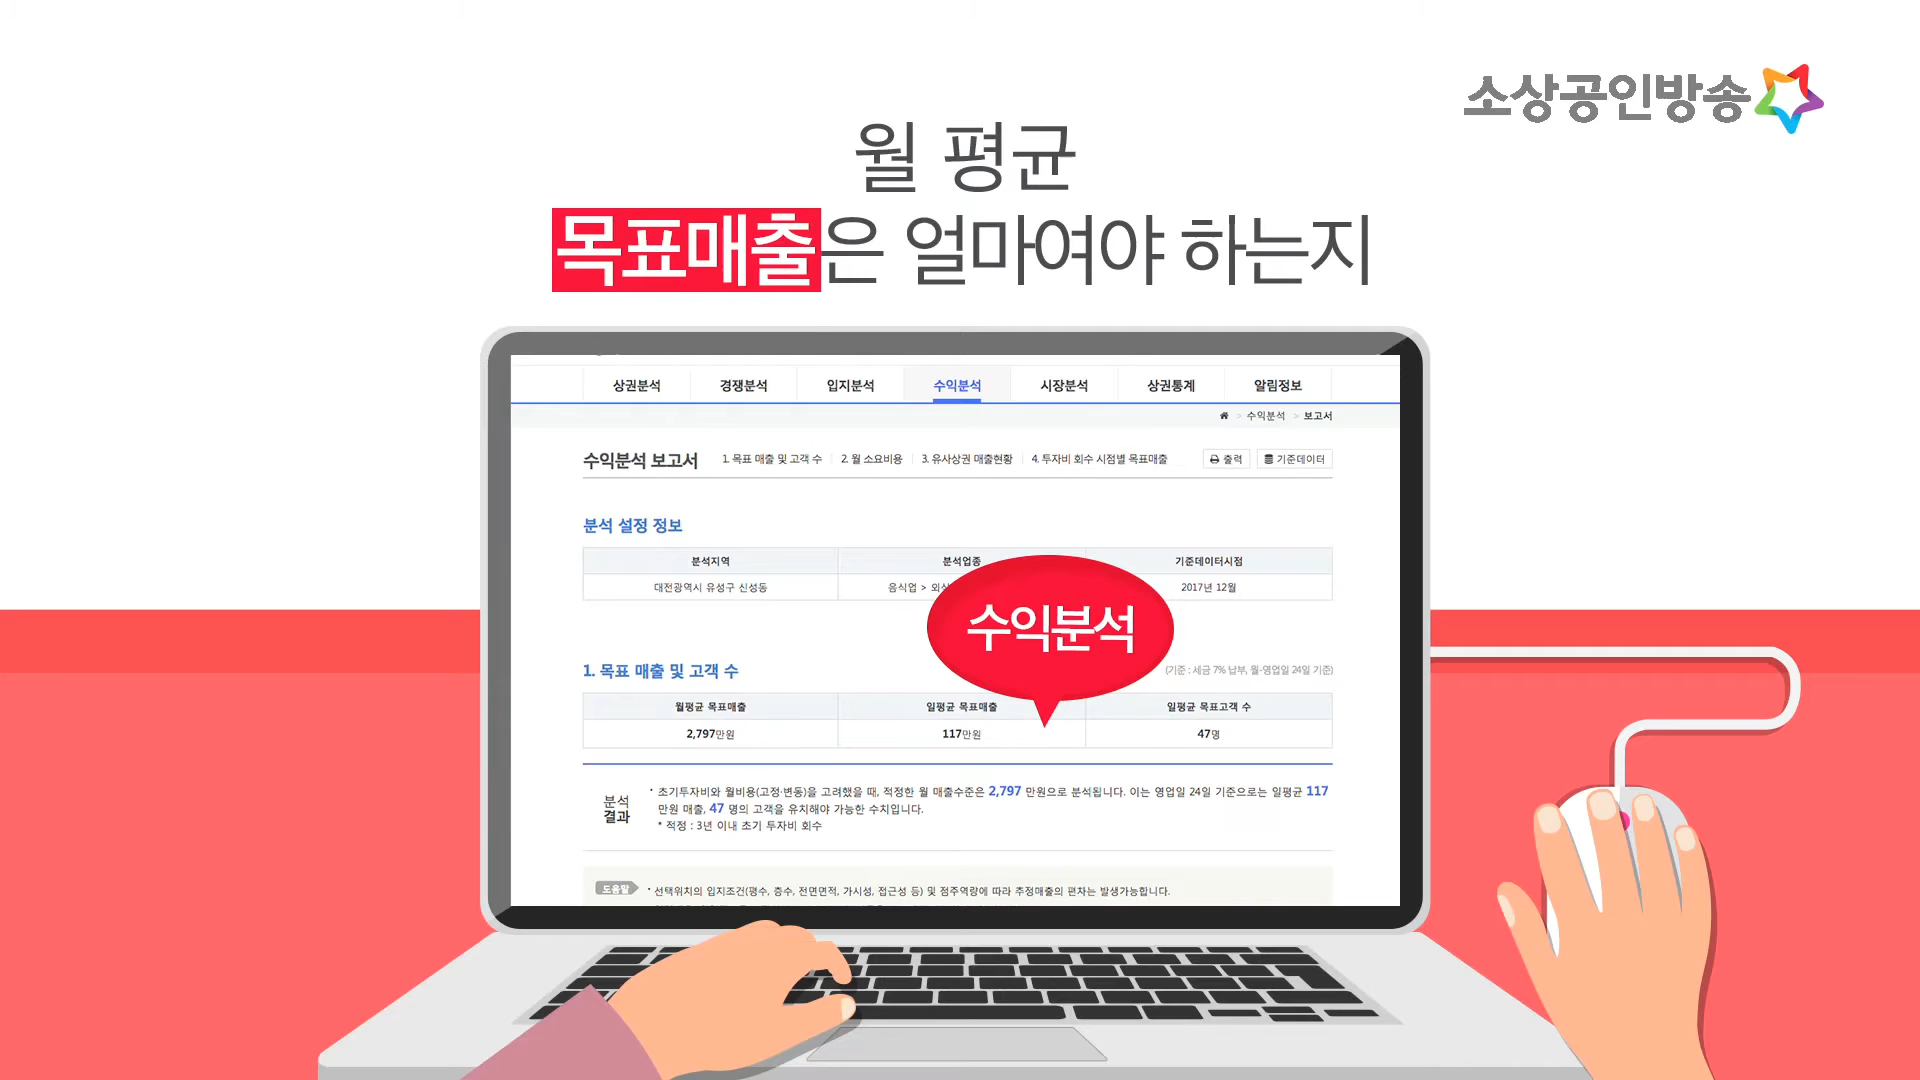 소상공인방송
월 평균
목표매출은 얼마여야 하는지
상권분석 경쟁분석 입지분석 수익분석 시장분석 상권통계 알림정보
> 수익분석 > 보고서
수익분석 보고서 1. 목표 매출 및 고객 수 2. 월 소요비용 3. 유사상권 매출현황 4. 투자비 회수 시점별 목표매출 출력 기준데이터
분석 설정 정보
분석지역 분석업종 기준데이터시점
대전광역시 유성구 신성동 음식업 > 2017년 12월
수익분석
1. 목표 매출 및 고객 수 (기준 : 세금 7% 납부, 월-영업일 24일 기준)
월평균 목표매출 일평균 목표매출 일평균 목표고객 수
2,797만원 117만원 47명
분석 결과
· 초기투자비와 월비용(고정·변동)을 고려했을 때, 적정한 월 매출수준은 2,797 만원으로 분석됩니다. 이는 영업일 24일 기준으로는 일평균 117
만원 매출, 47 명의 고객을 유치해야 가능한 수치입니다.
* 적정 : 3년 이내 초기 투자비 회수
도움말 · 선택위치의 입지조건(평수, 층수, 전면면적, 가시성, 접근성 등) 및 점주역량에 따라 추정매출의 편차는 발생가능합니다.